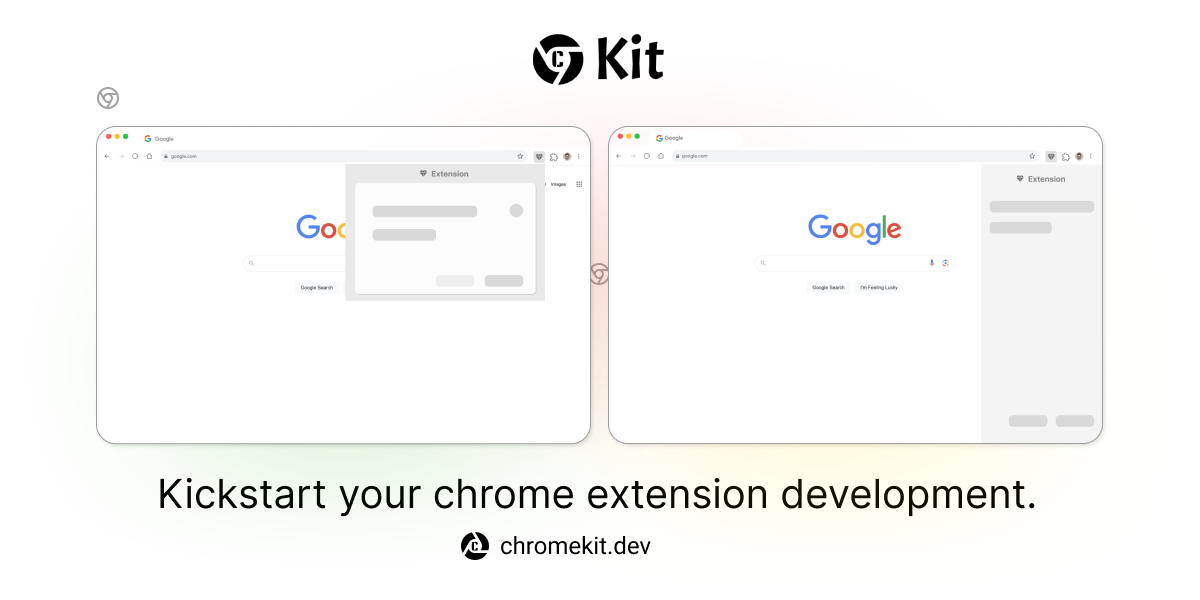 C Kit
Google
google.com
Extension
Images
Goo
Google Search
Google
google.com
Extension
Google
Google Search
I'm Feeling Lucky
Kickstart your chrome extension development.
C chromekit.dev